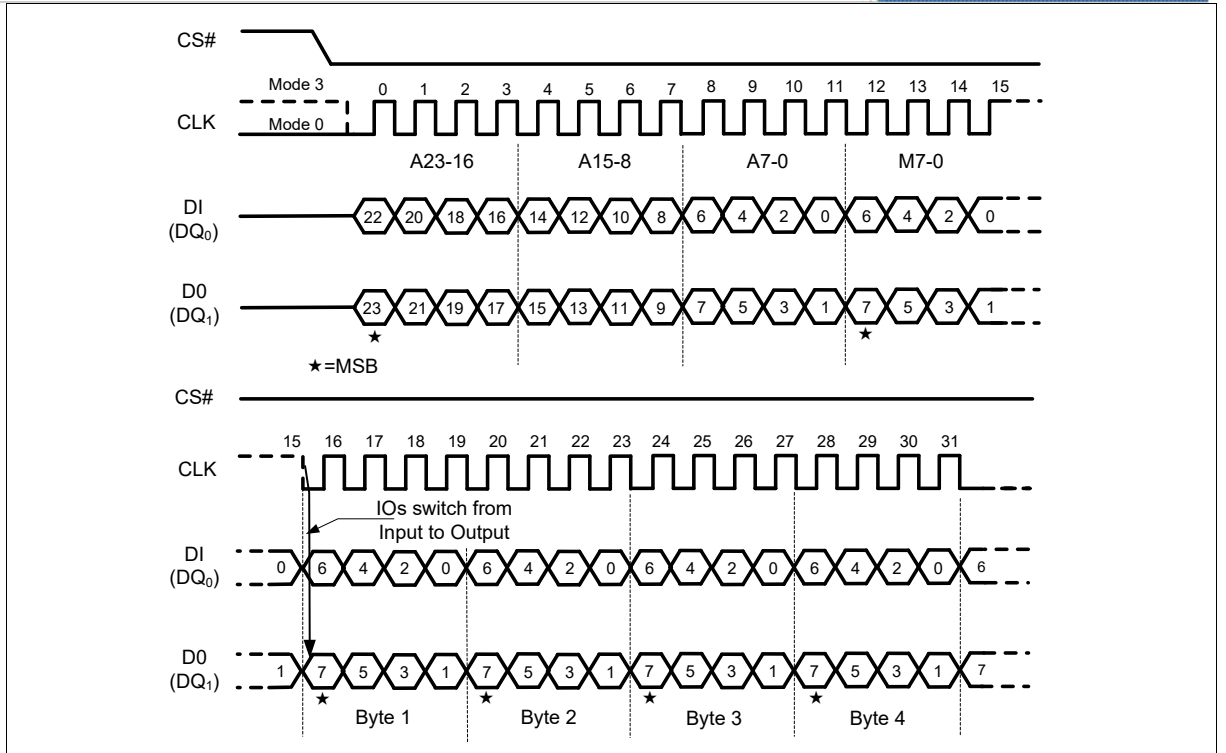 CS#
Mode 3
0 1 2 3 4 5 6 7 8 9 10 11 12 13 14 15
CLK
Mode 0
A23-16 A15-8 A7-0 M7-0
DI
(DQ0)
22 20 18 16 14 12 10 8 6 4 2 0 6 4 2 0
D0
(DQ1)
23 21 19 17 15 13 11 9 7 5 3 1 7 5 3 1
★ ★
★=MSB
CS#
15 16 17 18 19 20 21 22 23 24 25 26 27 28 29 30 31
CLK
IOs switch from
Input to Output
DI
(DQ0)
0 6 4 2 0 6 4 2 0 6 4 2 0 6 4 2 0 6
D0
(DQ1)
1 7 5 3 1 7 5 3 1 7 5 3 1 7 5 3 1 7
★ ★ ★ ★
Byte 1 Byte 2 Byte 3 Byte 4